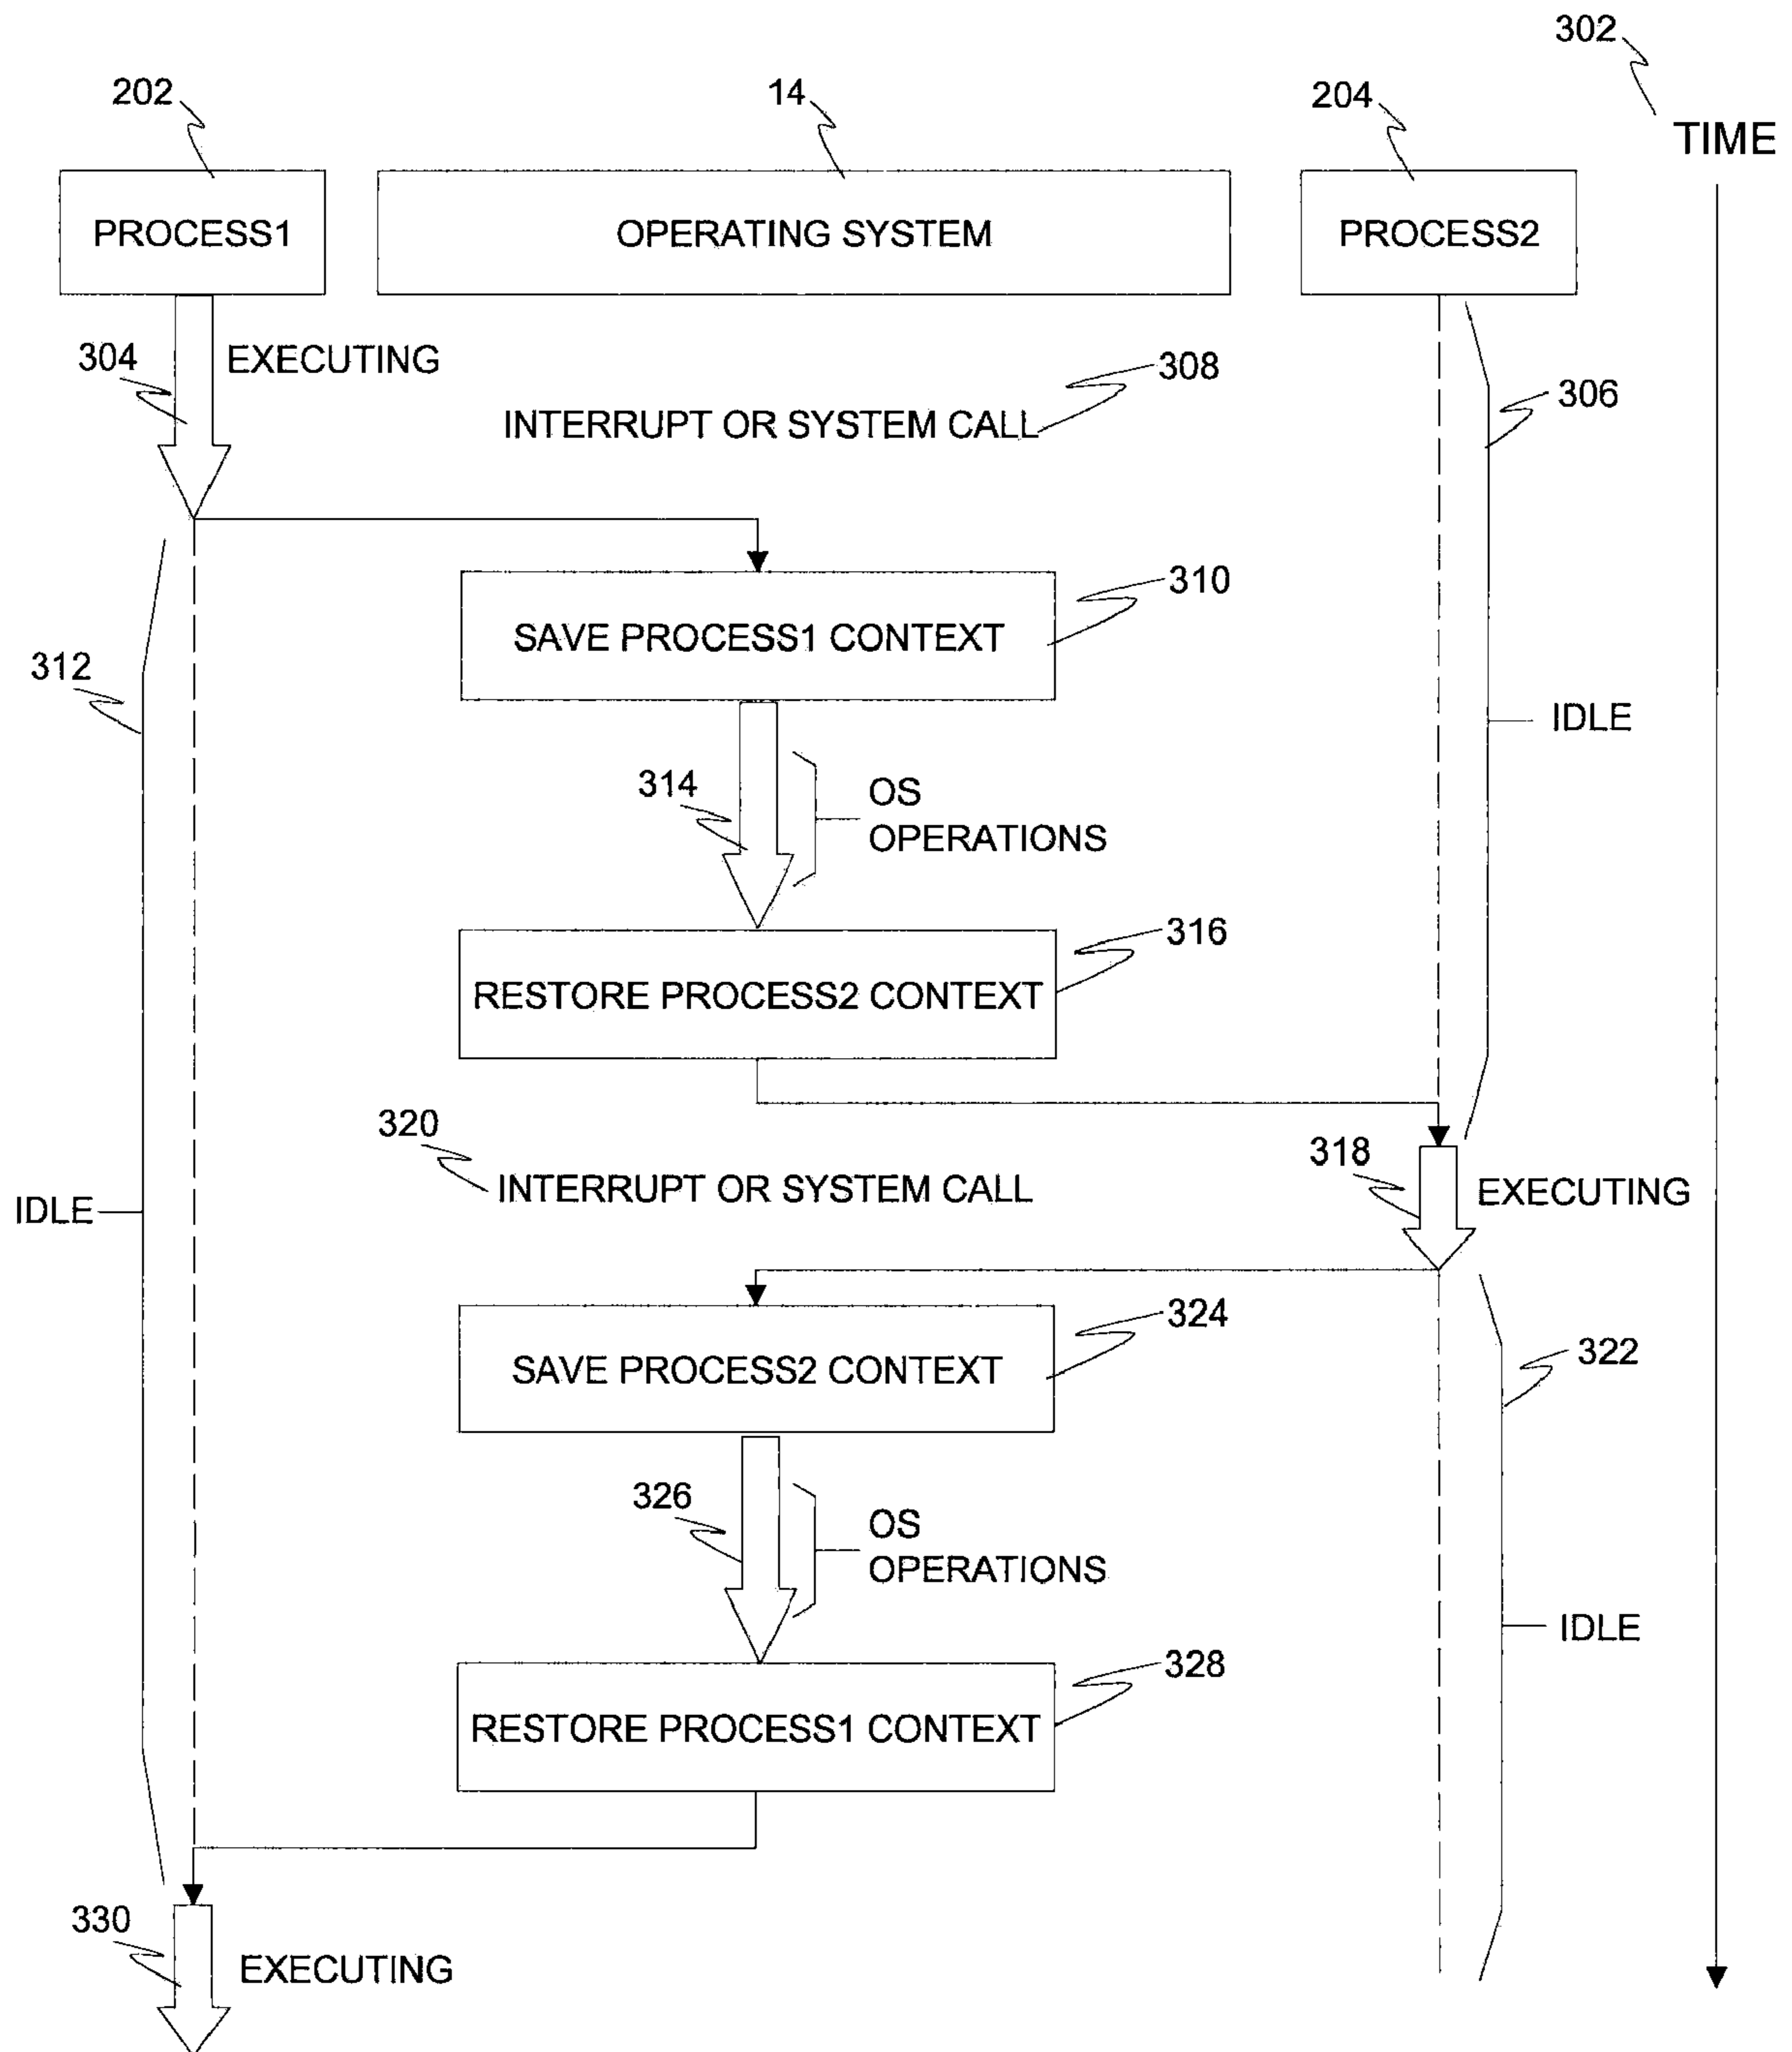 302
TIME
202
14
204
PROCESS1
OPERATING SYSTEM
PROCESS2
304
EXECUTING
308
INTERRUPT OR SYSTEM CALL
306
310
SAVE PROCESS1 CONTEXT
312
IDLE
314
OS
OPERATIONS
316
RESTORE PROCESS2 CONTEXT
320
INTERRUPT OR SYSTEM CALL
318
EXECUTING
IDLE
324
SAVE PROCESS2 CONTEXT
322
326
OS
OPERATIONS
IDLE
328
RESTORE PROCESS1 CONTEXT
330
EXECUTING